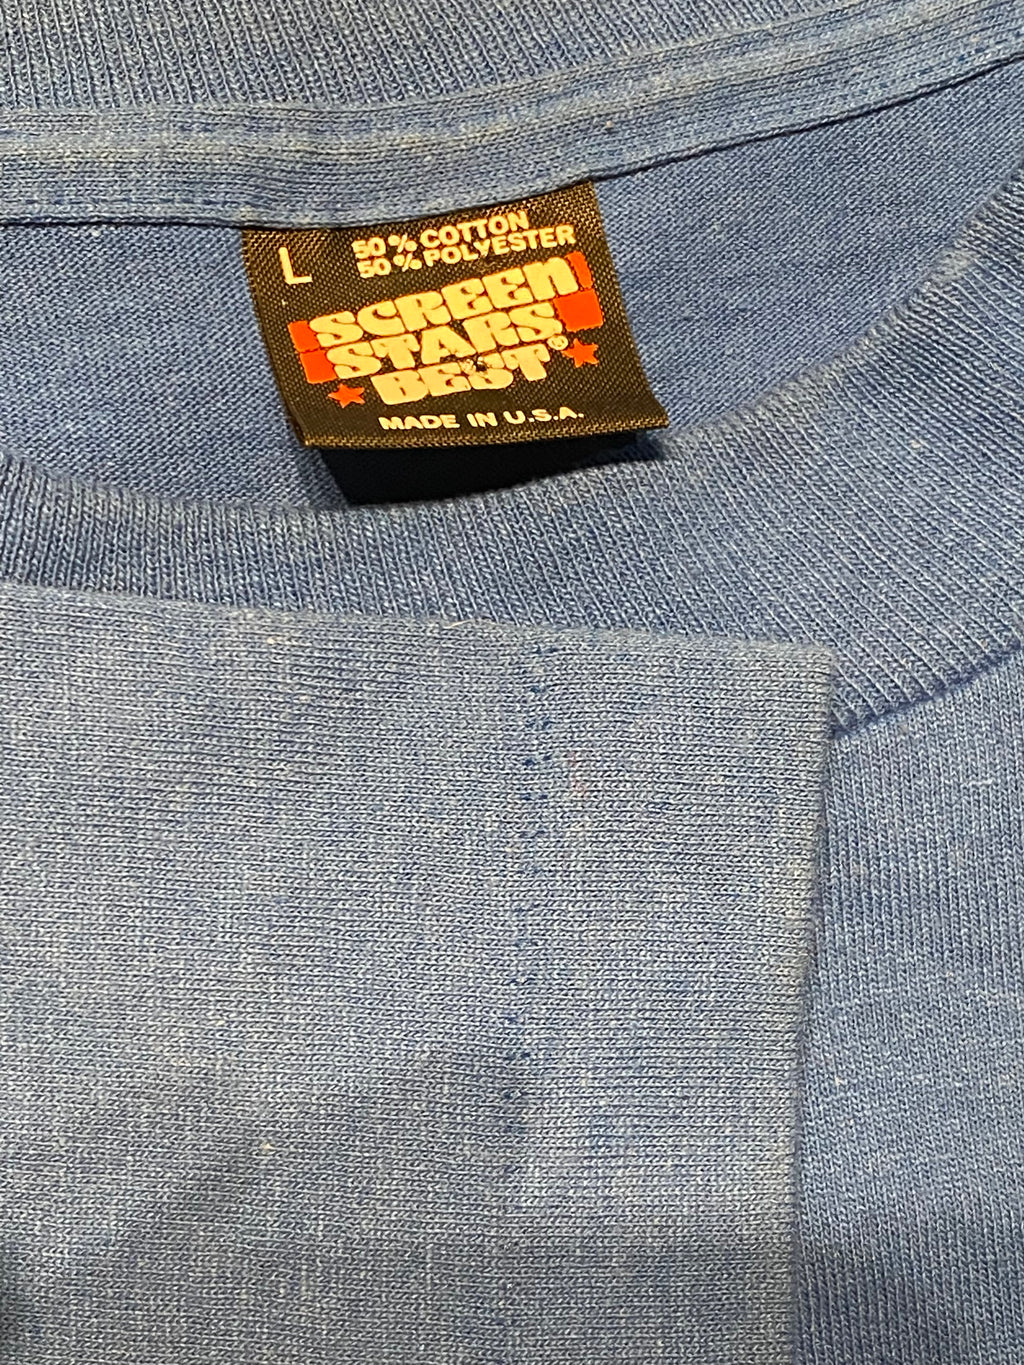 L
50% COTTON
50% POLYESTER
SCREEN
STARS
BEST®
MADE IN U.S.A.